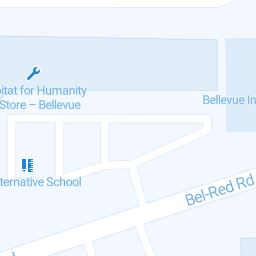 bitat for Humanity
Store – Bellevue
Bellevue In
ternative School
Bel-Red Rd